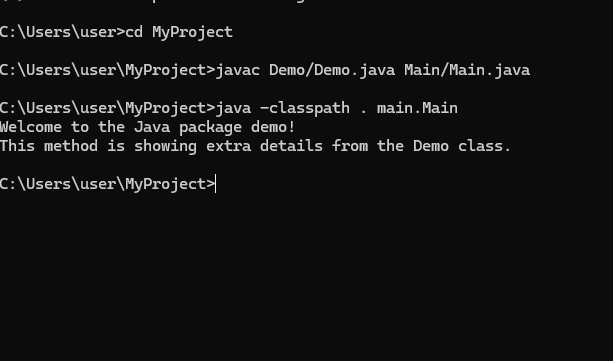 C:\Users\user>cd MyProject
C:\Users\user\MyProject>javac Demo/Demo.java Main/Main.java
C:\Users\user\MyProject>java -classpath . main.Main
Welcome to the Java package demo!
This method is showing extra details from the Demo class.
C:\Users\user\MyProject>